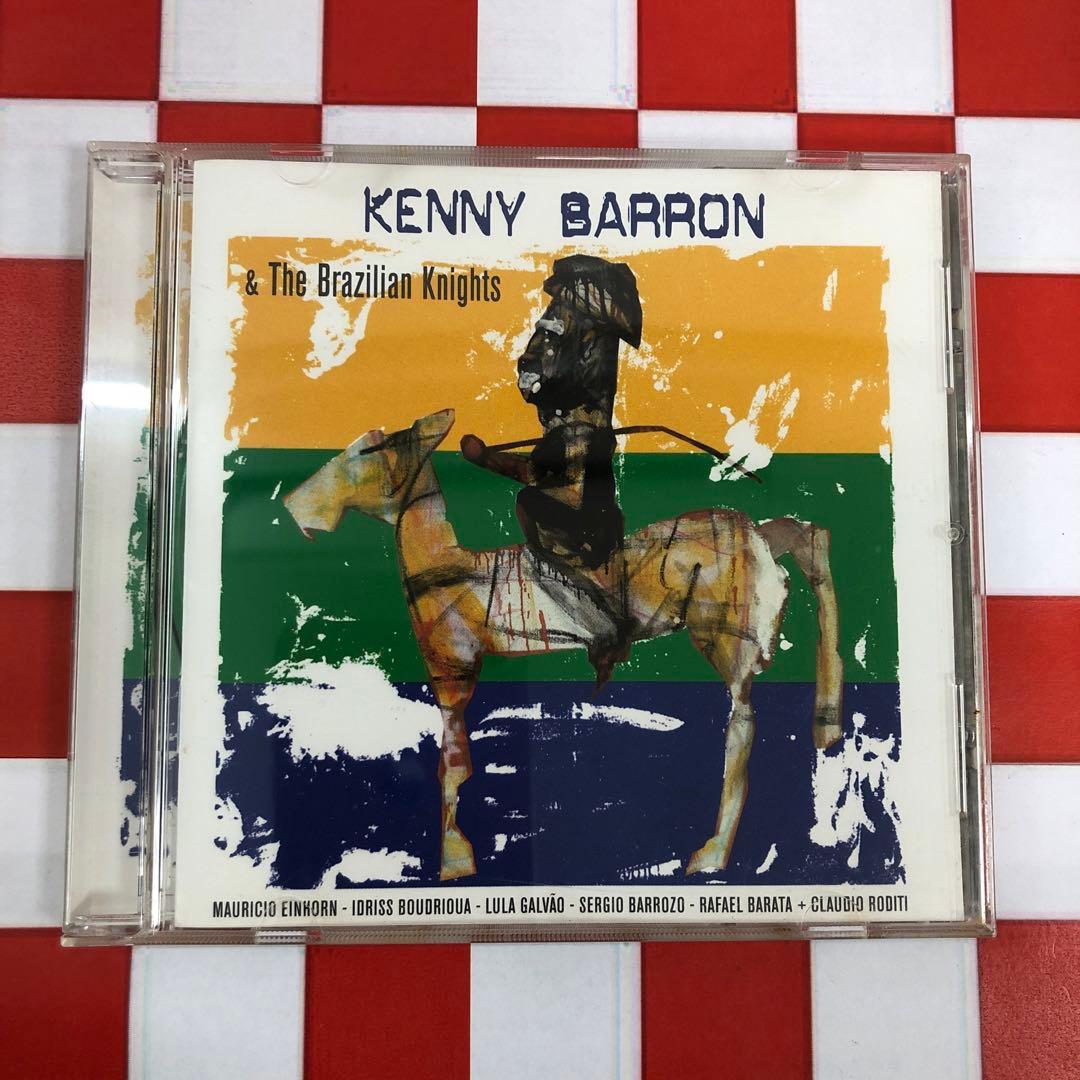 KENNY BARRON
& The Brazilian Knights
MAURICIO EINHORN - IDRISS BOUDRIOUA - LULA GALVÃO - SERGIO BARROZO - RAFAEL BARATA + CLAUDIO RODITI